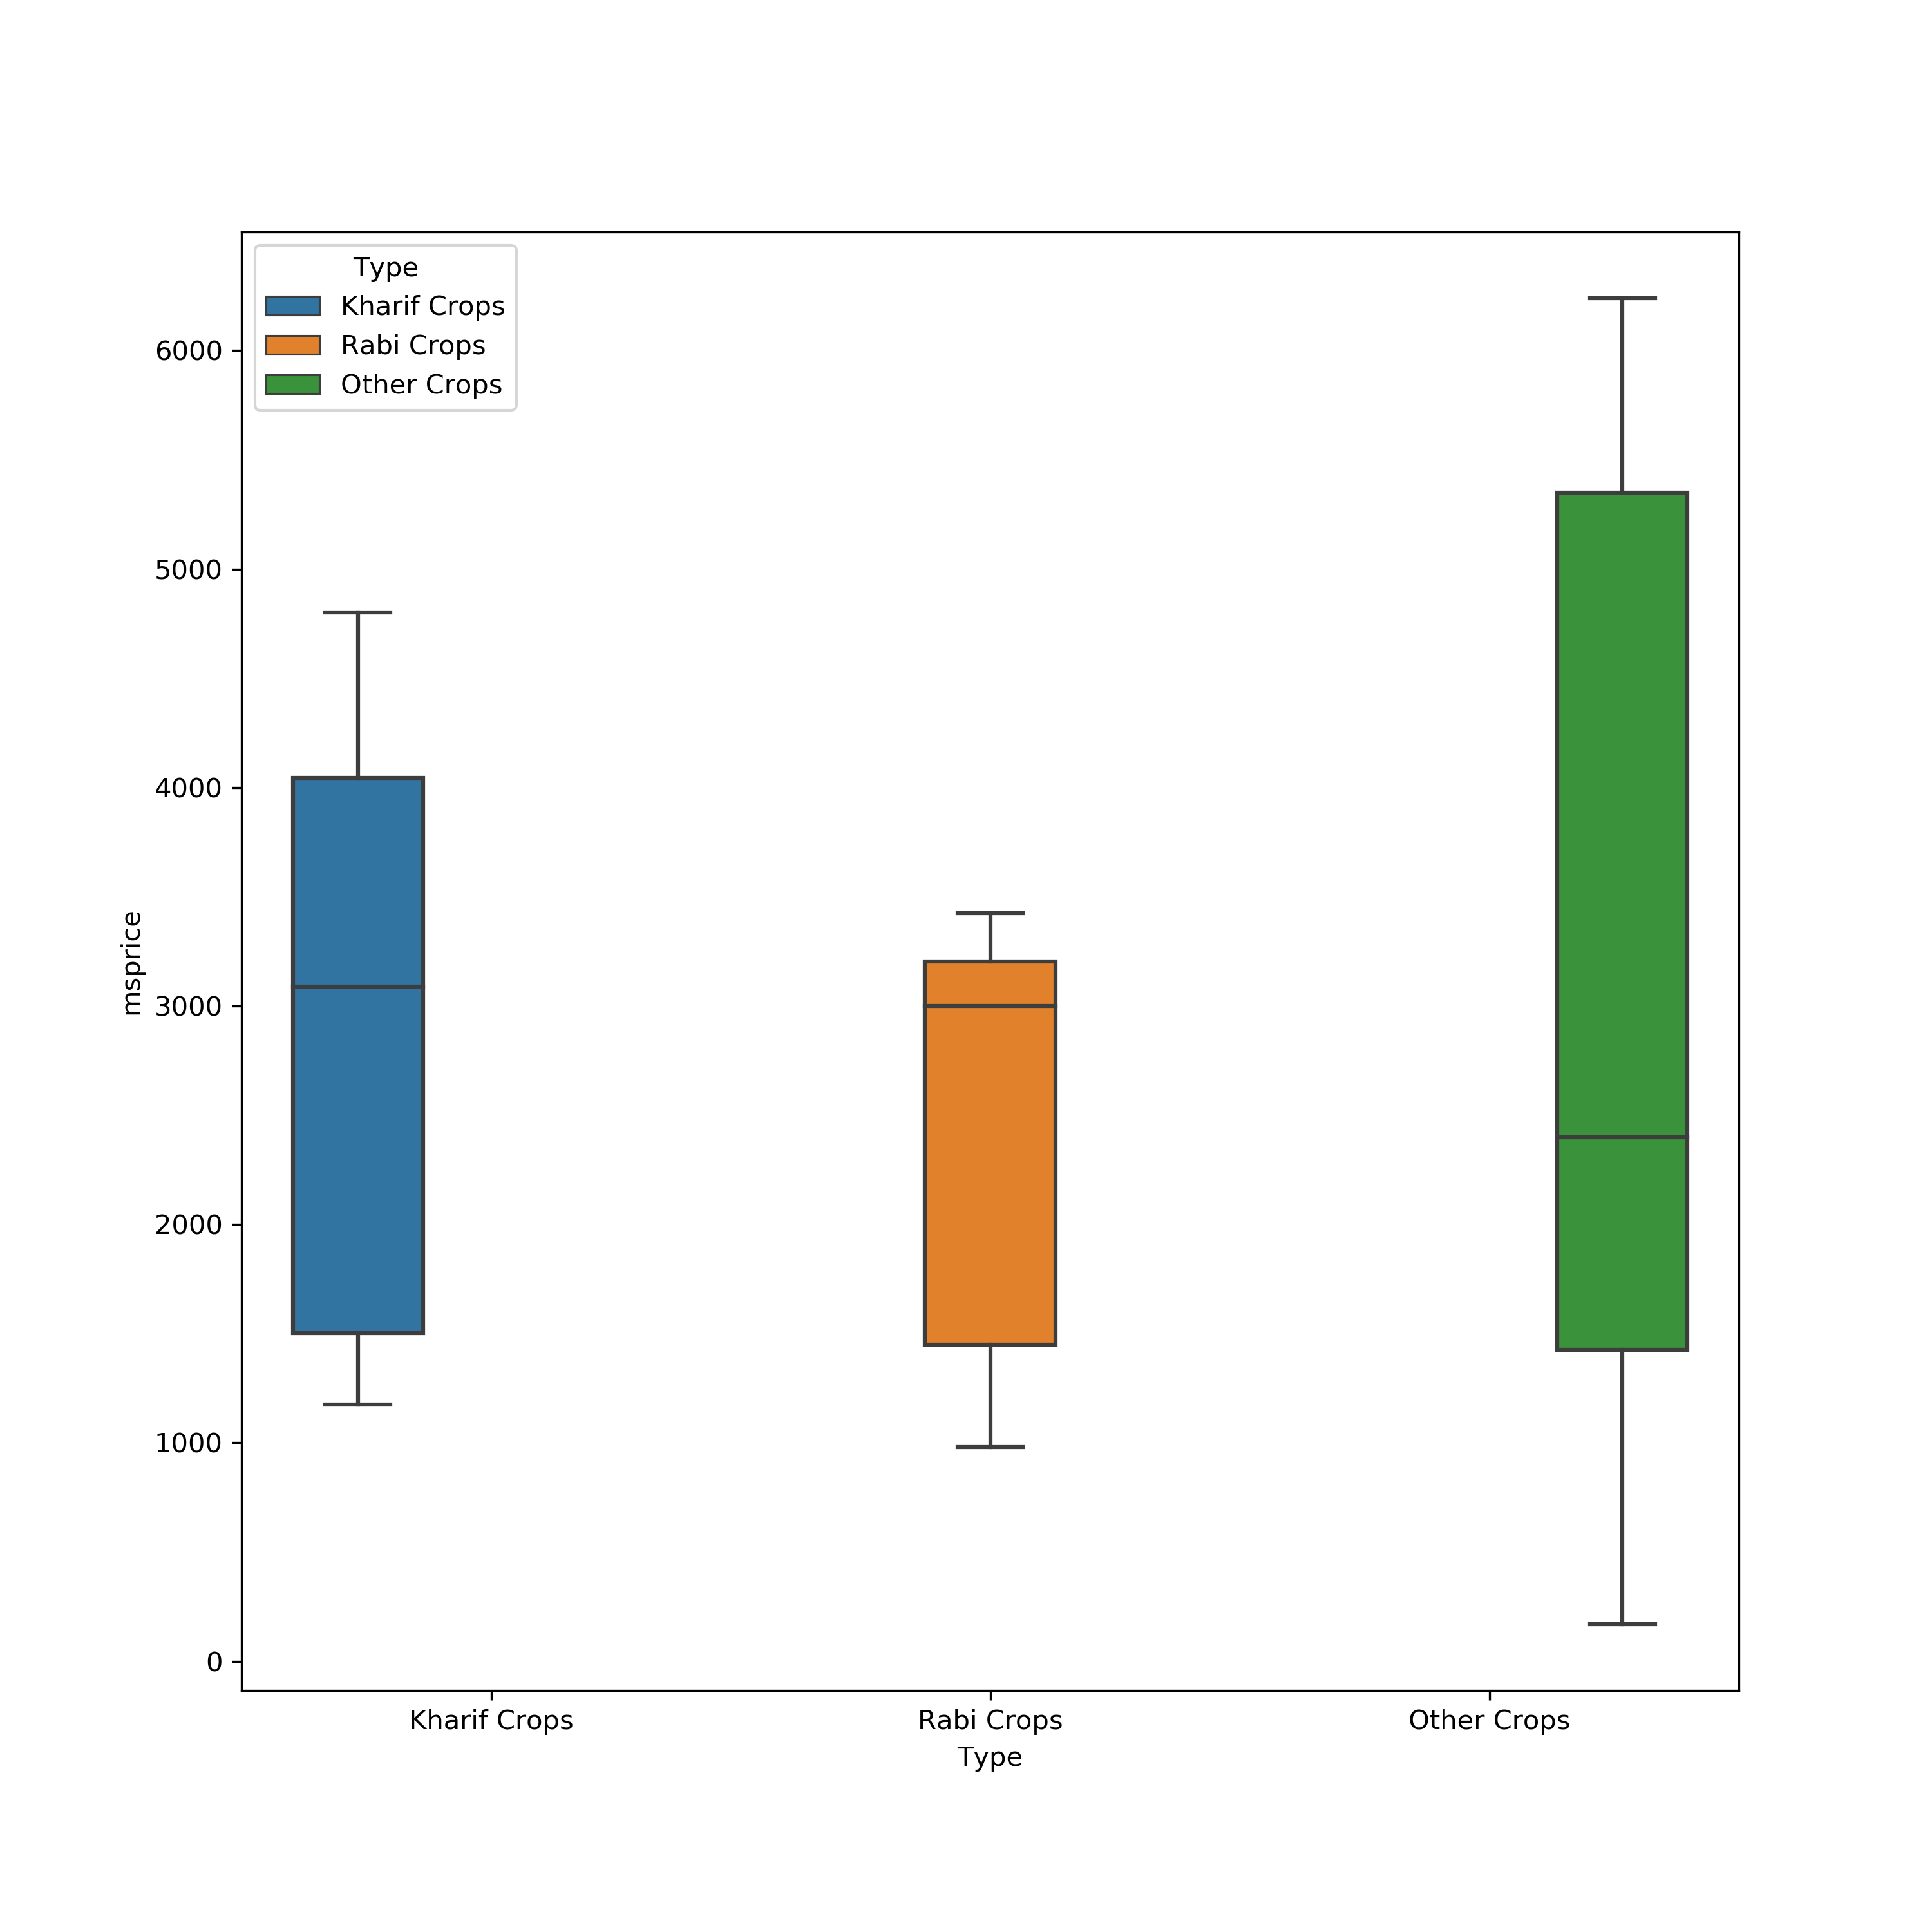 Type
Kharif Crops
Rabi Crops
Other Crops
6000
5000
4000
3000
2000
1000
0
msprice
Kharif Crops
Rabi Crops
Other Crops
Type